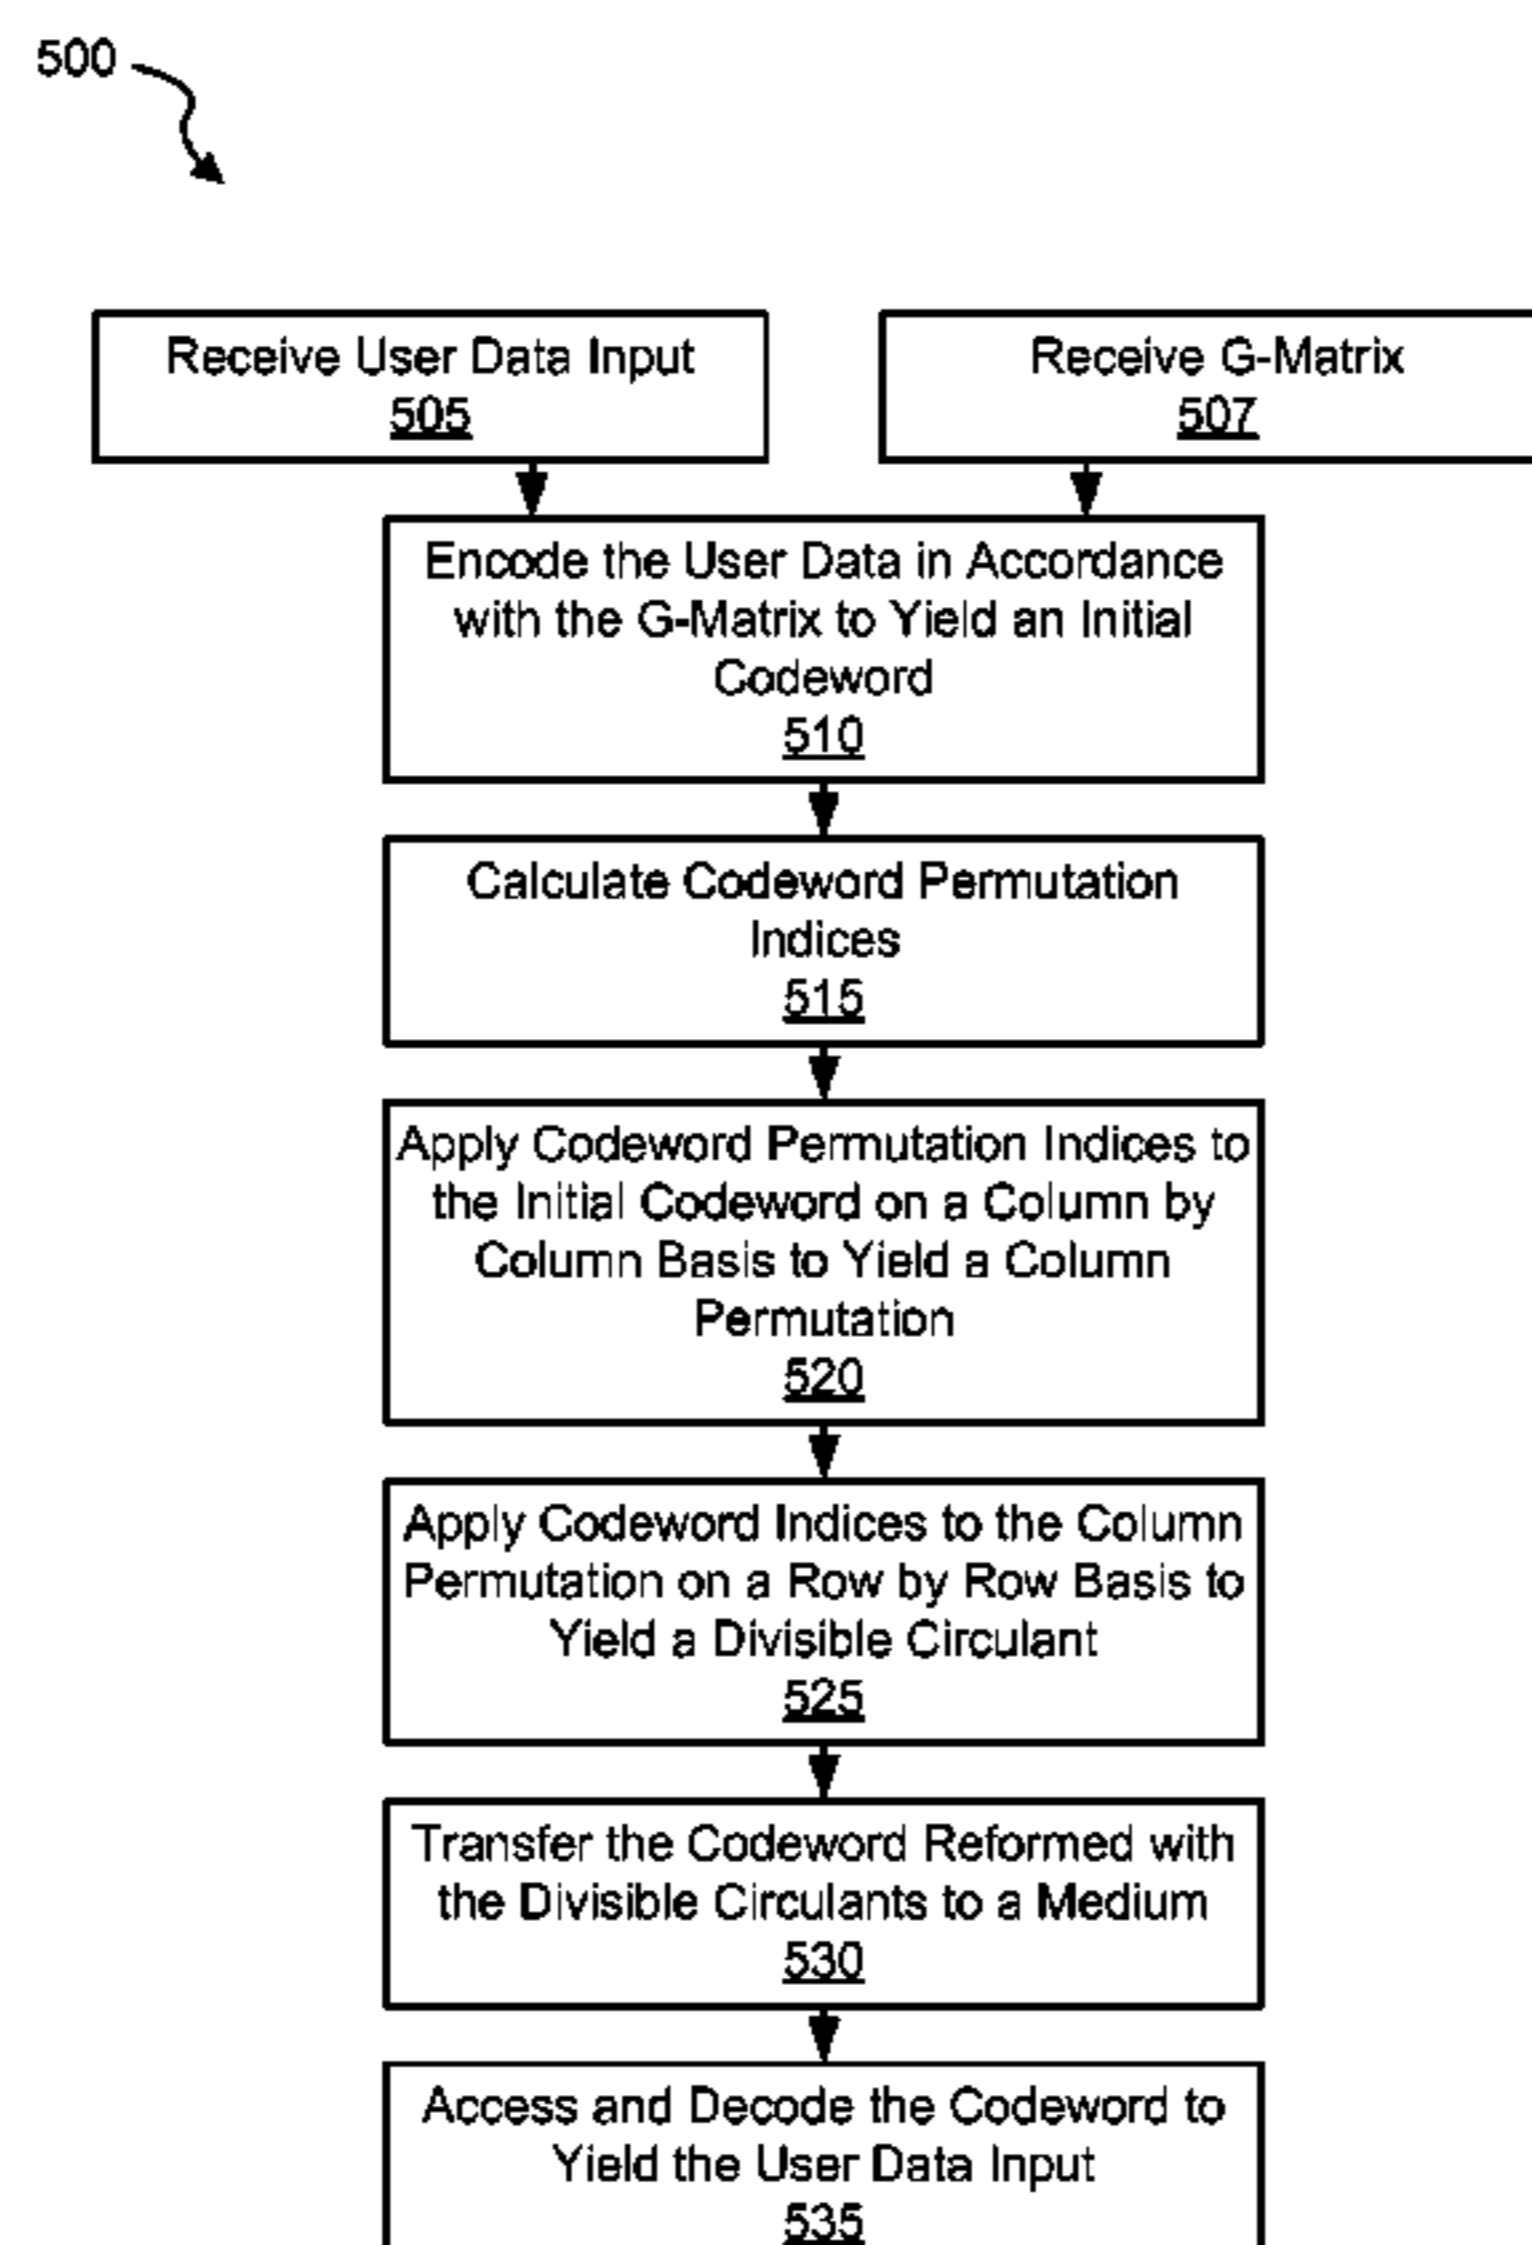 500
Receive User Data Input
505
Receive G-Matrix
507
Encode the User Data in Accordance
with the G-Matrix to Yield an Initial
Codeword
510
Calculate Codeword Permutation
Indices
515
Apply Codeword Permutation Indices to
the Initial Codeword on a Column by
Column Basis to Yield a Column
Permutation
520
Apply Codeword Indices to the Column
Permutation on a Row by Row Basis to
Yield a Divisible Circulant
525
Transfer the Codeword Reformed with
the Divisible Circulants to a Medium
530
Access and Decode the Codeword to
Yield the User Data Input
535